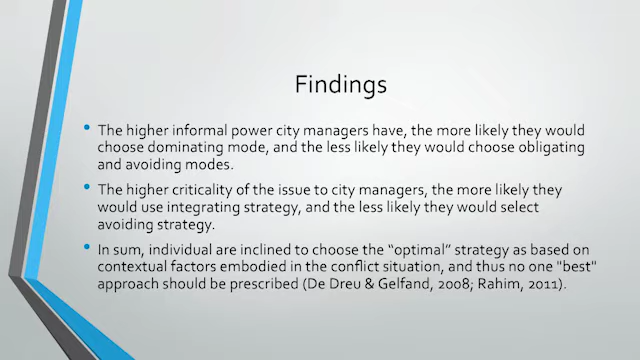 Findings
• The higher informal power city managers have, the more likely they would
choose dominating mode, and the less likely they would choose obligating
and avoiding modes.
• The higher criticality of the issue to city managers, the more likely they
would use integrating strategy, and the less likely they would select
avoiding strategy.
• In sum, individual are inclined to choose the “optimal” strategy as based on
contextual factors embodied in the conflict situation, and thus no one "best"
approach should be prescribed (De Dreu & Gelfand, 2008; Rahim, 2011).